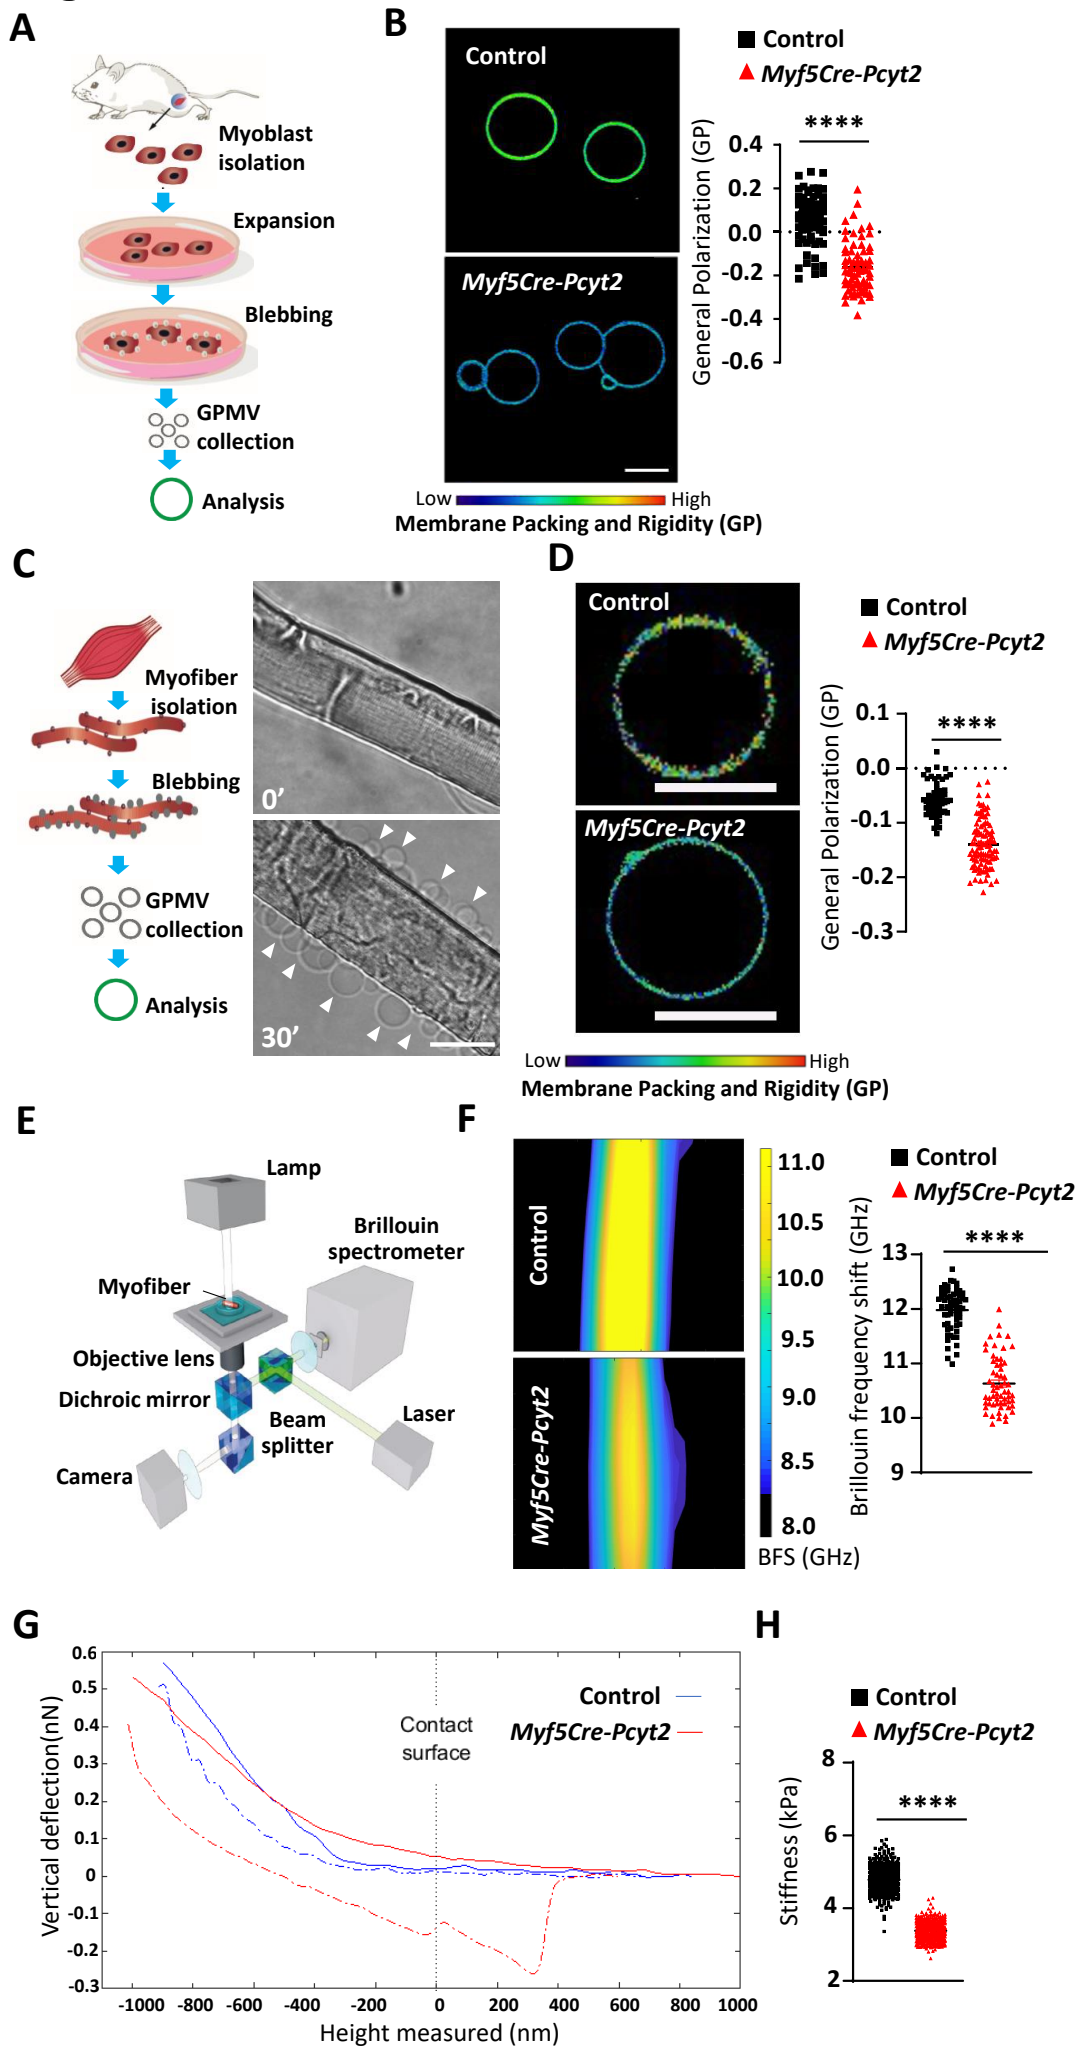 A
Myoblast
isolation
Expansion
Blebbing
GPMV
collection
Analysis
B
Control
Myf5Cre-Pcyt2
Low
High
Membrane Packing and Rigidity (GP)
Control
Myf5Cre-Pcyt2
****
General Polarization (GP)
0.4
0.2
0.0
-0.2
-0.4
-0.6
C
Myofiber
isolation
Blebbing
GPMV
collection
Analysis
0’
30’
D
Control
Myf5Cre-Pcyt2
Low
High
Membrane Packing and Rigidity (GP)
Control
Myf5Cre-Pcyt2
****
General Polarization (GP)
0.1
0.0
-0.1
-0.2
-0.3
E
Lamp
Brillouin
spectrometer
Myofiber
Objective lens
Dichroic mirror
Beam
splitter
Laser
Camera
F
Control
Myf5Cre-Pcyt2
11.0
10.5
10.0
9.5
9.0
8.5
8.0
BFS (GHz)
Control
Myf5Cre-Pcyt2
****
Brillouin frequency shift (GHz)
13
12
11
10
9
G
Vertical deflection(nN)
0.6
0.5
0.4
0.3
0.2
0.1
0
-0.1
-0.2
-0.3
Control
Myf5Cre-Pcyt2
Contact
surface
-1000 -800 -600 -400 -200 0 200 400 600 800 1000
Height measured (nm)
H
Control
Myf5Cre-Pcyt2
****
Stiffness (kPa)
8
6
4
2